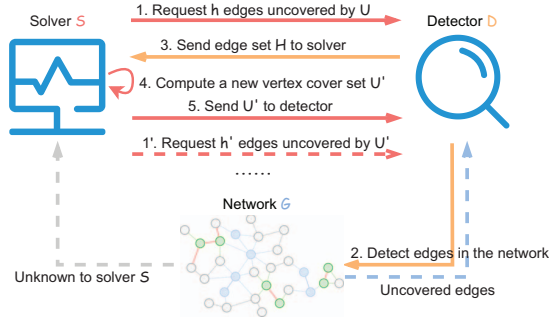 Solver S
1. Request h edges uncovered by U
Detector D
3. Send edge set H to solver
4. Compute a new vertex cover set U'
5. Send U' to detector
1'. Request h' edges uncovered by U'
......
Network G
2. Detect edges in the network
Unknown to solver S
Uncovered edges